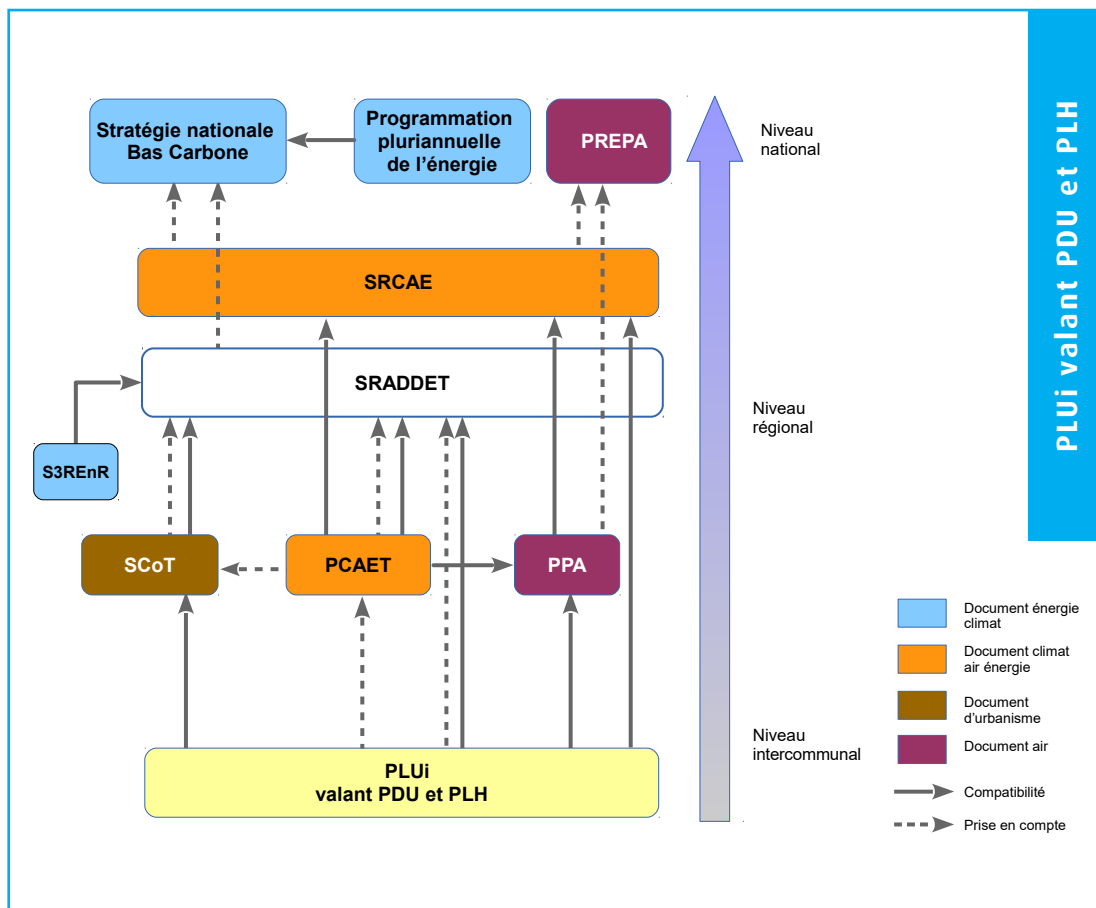 PLUi valant PDU et PLH
Stratégie nationale
Bas Carbone
Programmation
pluriannuelle
de l'énergie
PREPA
Niveau
national
SRCAE
SRADDET
Niveau
régional
S3REnR
SCoT
PCAET
PPA
Niveau
intercommunal
PLUi
valant PDU et PLH
Document énergie
climat
Document climat
air énergie
Document
d'urbanisme
Document air
Compatibilité
Prise en compte